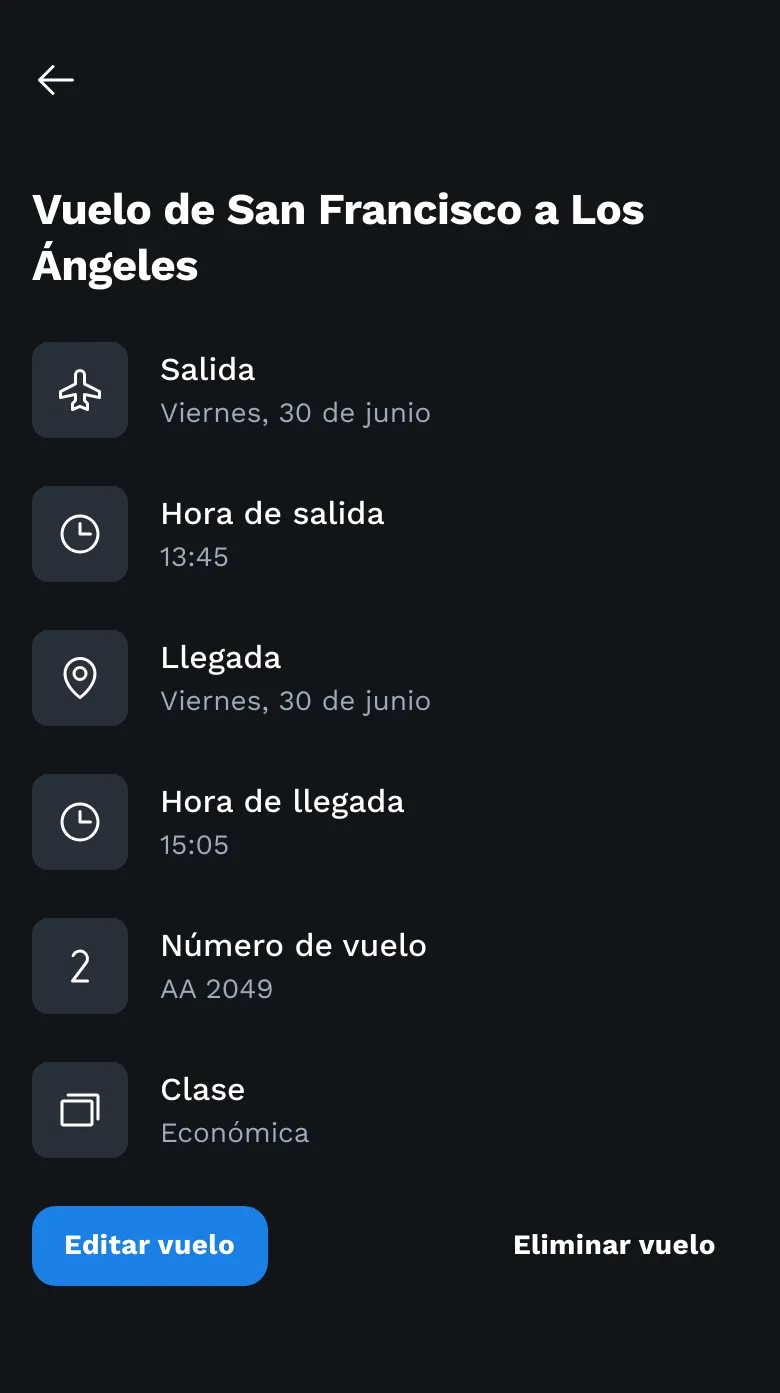 Vuelo de San Francisco a Los
Ángeles
Salida
Viernes, 30 de junio
Hora de salida
13:45
Llegada
Viernes, 30 de junio
Hora de llegada
15:05
2
Número de vuelo
AA 2049
Clase
Económica
Editar vuelo
Eliminar vuelo